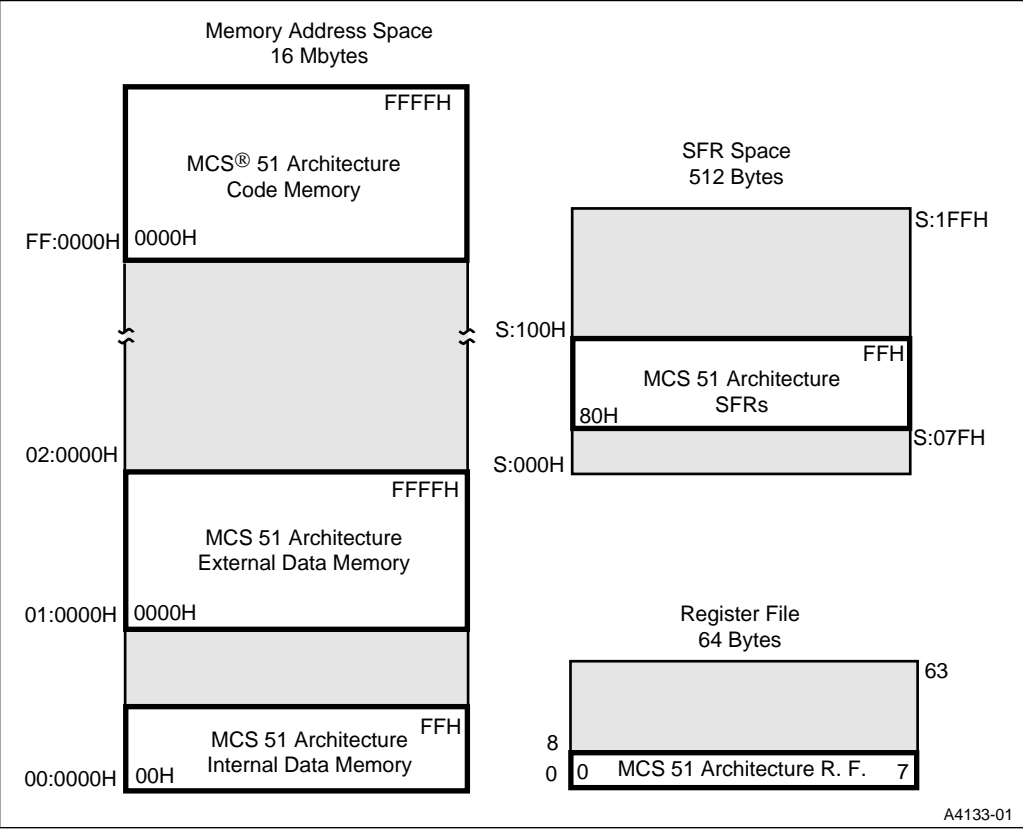 Memory Address Space
16 Mbytes
FFFFH
MCS® 51 Architecture
Code Memory
FF:0000H
0000H
02:0000H
FFFFH
MCS 51 Architecture
External Data Memory
01:0000H
0000H
FFH
MCS 51 Architecture
Internal Data Memory
00:0000H
00H
SFR Space
512 Bytes
S:1FFH
S:100H
FFH
MCS 51 Architecture
SFRs
80H
S:07FH
S:000H
Register File
64 Bytes
63
8
0
0 MCS 51 Architecture R. F. 7
A4133-01